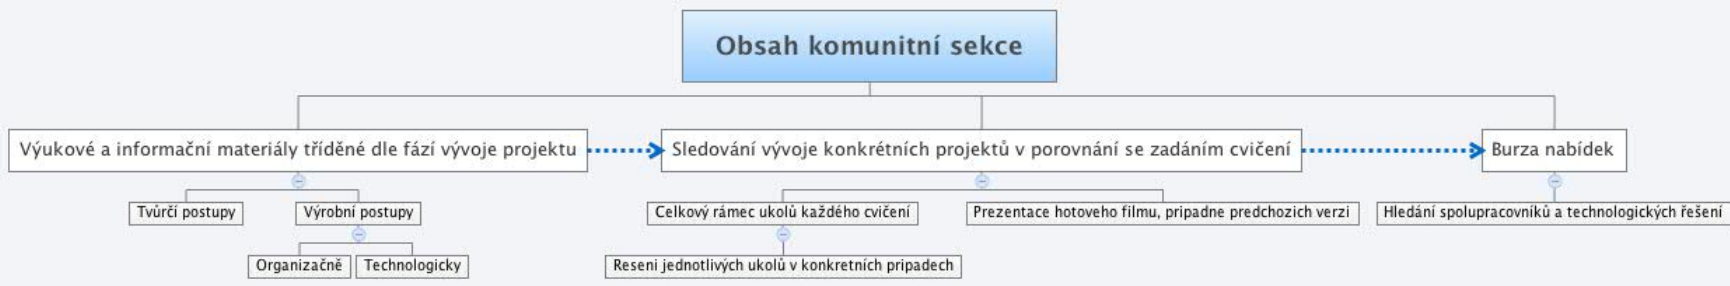 Obsah komunitní sekce
Výukové a informační materiály tříděné dle fází vývoje projektu
Sledování vývoje konkrétních projektů v porovnání se zadáním cvičení
Burza nabídek
Tvůrčí postupy
Výrobní postupy
Celkový rámec ukolů každého cvičení
Prezentace hotoveho filmu, pripadne predchozich verzi
Hledání spolupracovníků a technologických řešení
Organizačně
Technologicky
Reseni jednotlivých ukolů v konkretních pripadech